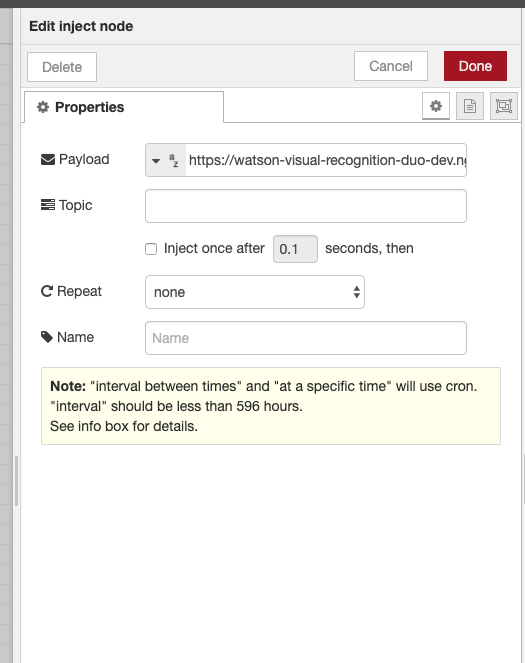 Edit inject node
Delete
Cancel
Done
Properties
Payload
a
z
https://watson-visual-recognition-duo-dev.n
Topic
Inject once after 0.1 seconds, then
Repeat
none
Name
Name
Note: "interval between times" and "at a specific time" will use cron.
"interval" should be less than 596 hours.
See info box for details.